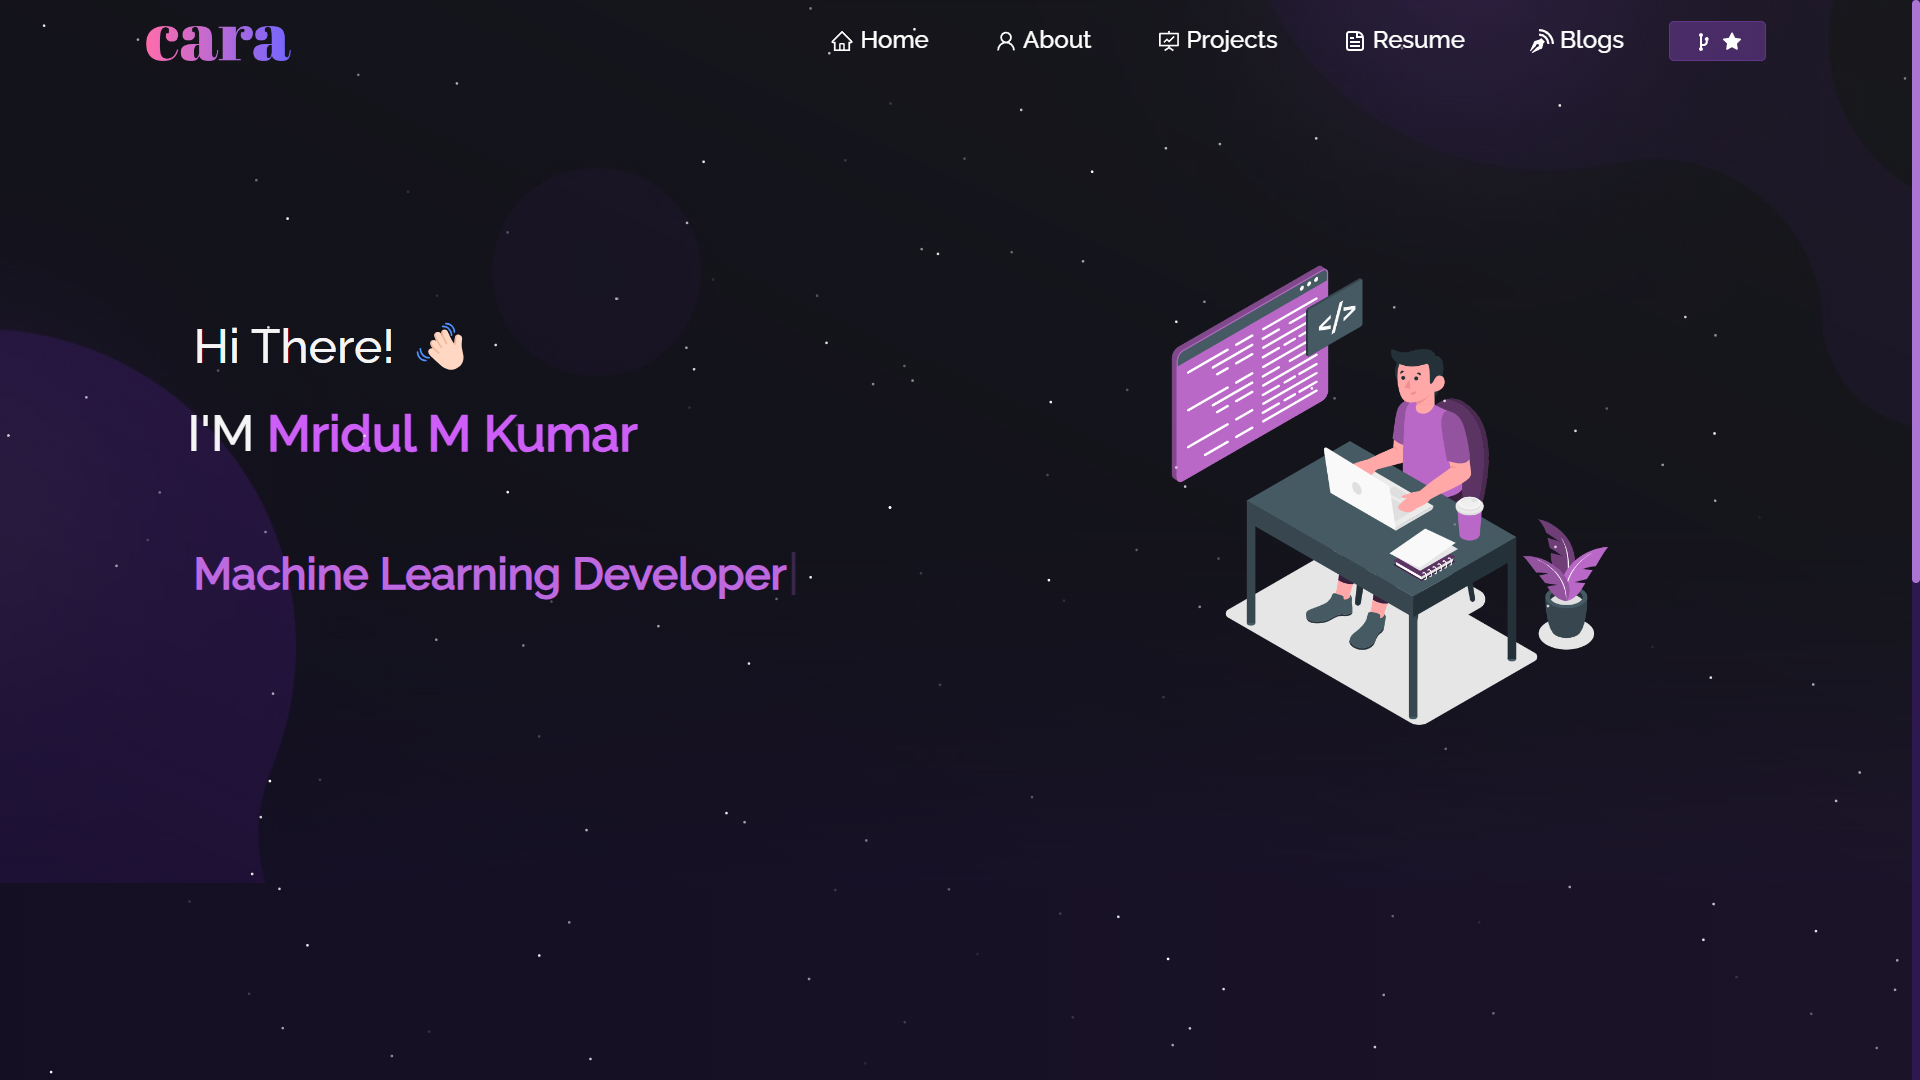 cara
Home About Projects Resume Blogs
Hi There! 👋🏻
I'M Mridul M Kumar
Machine Learning Developer
</>